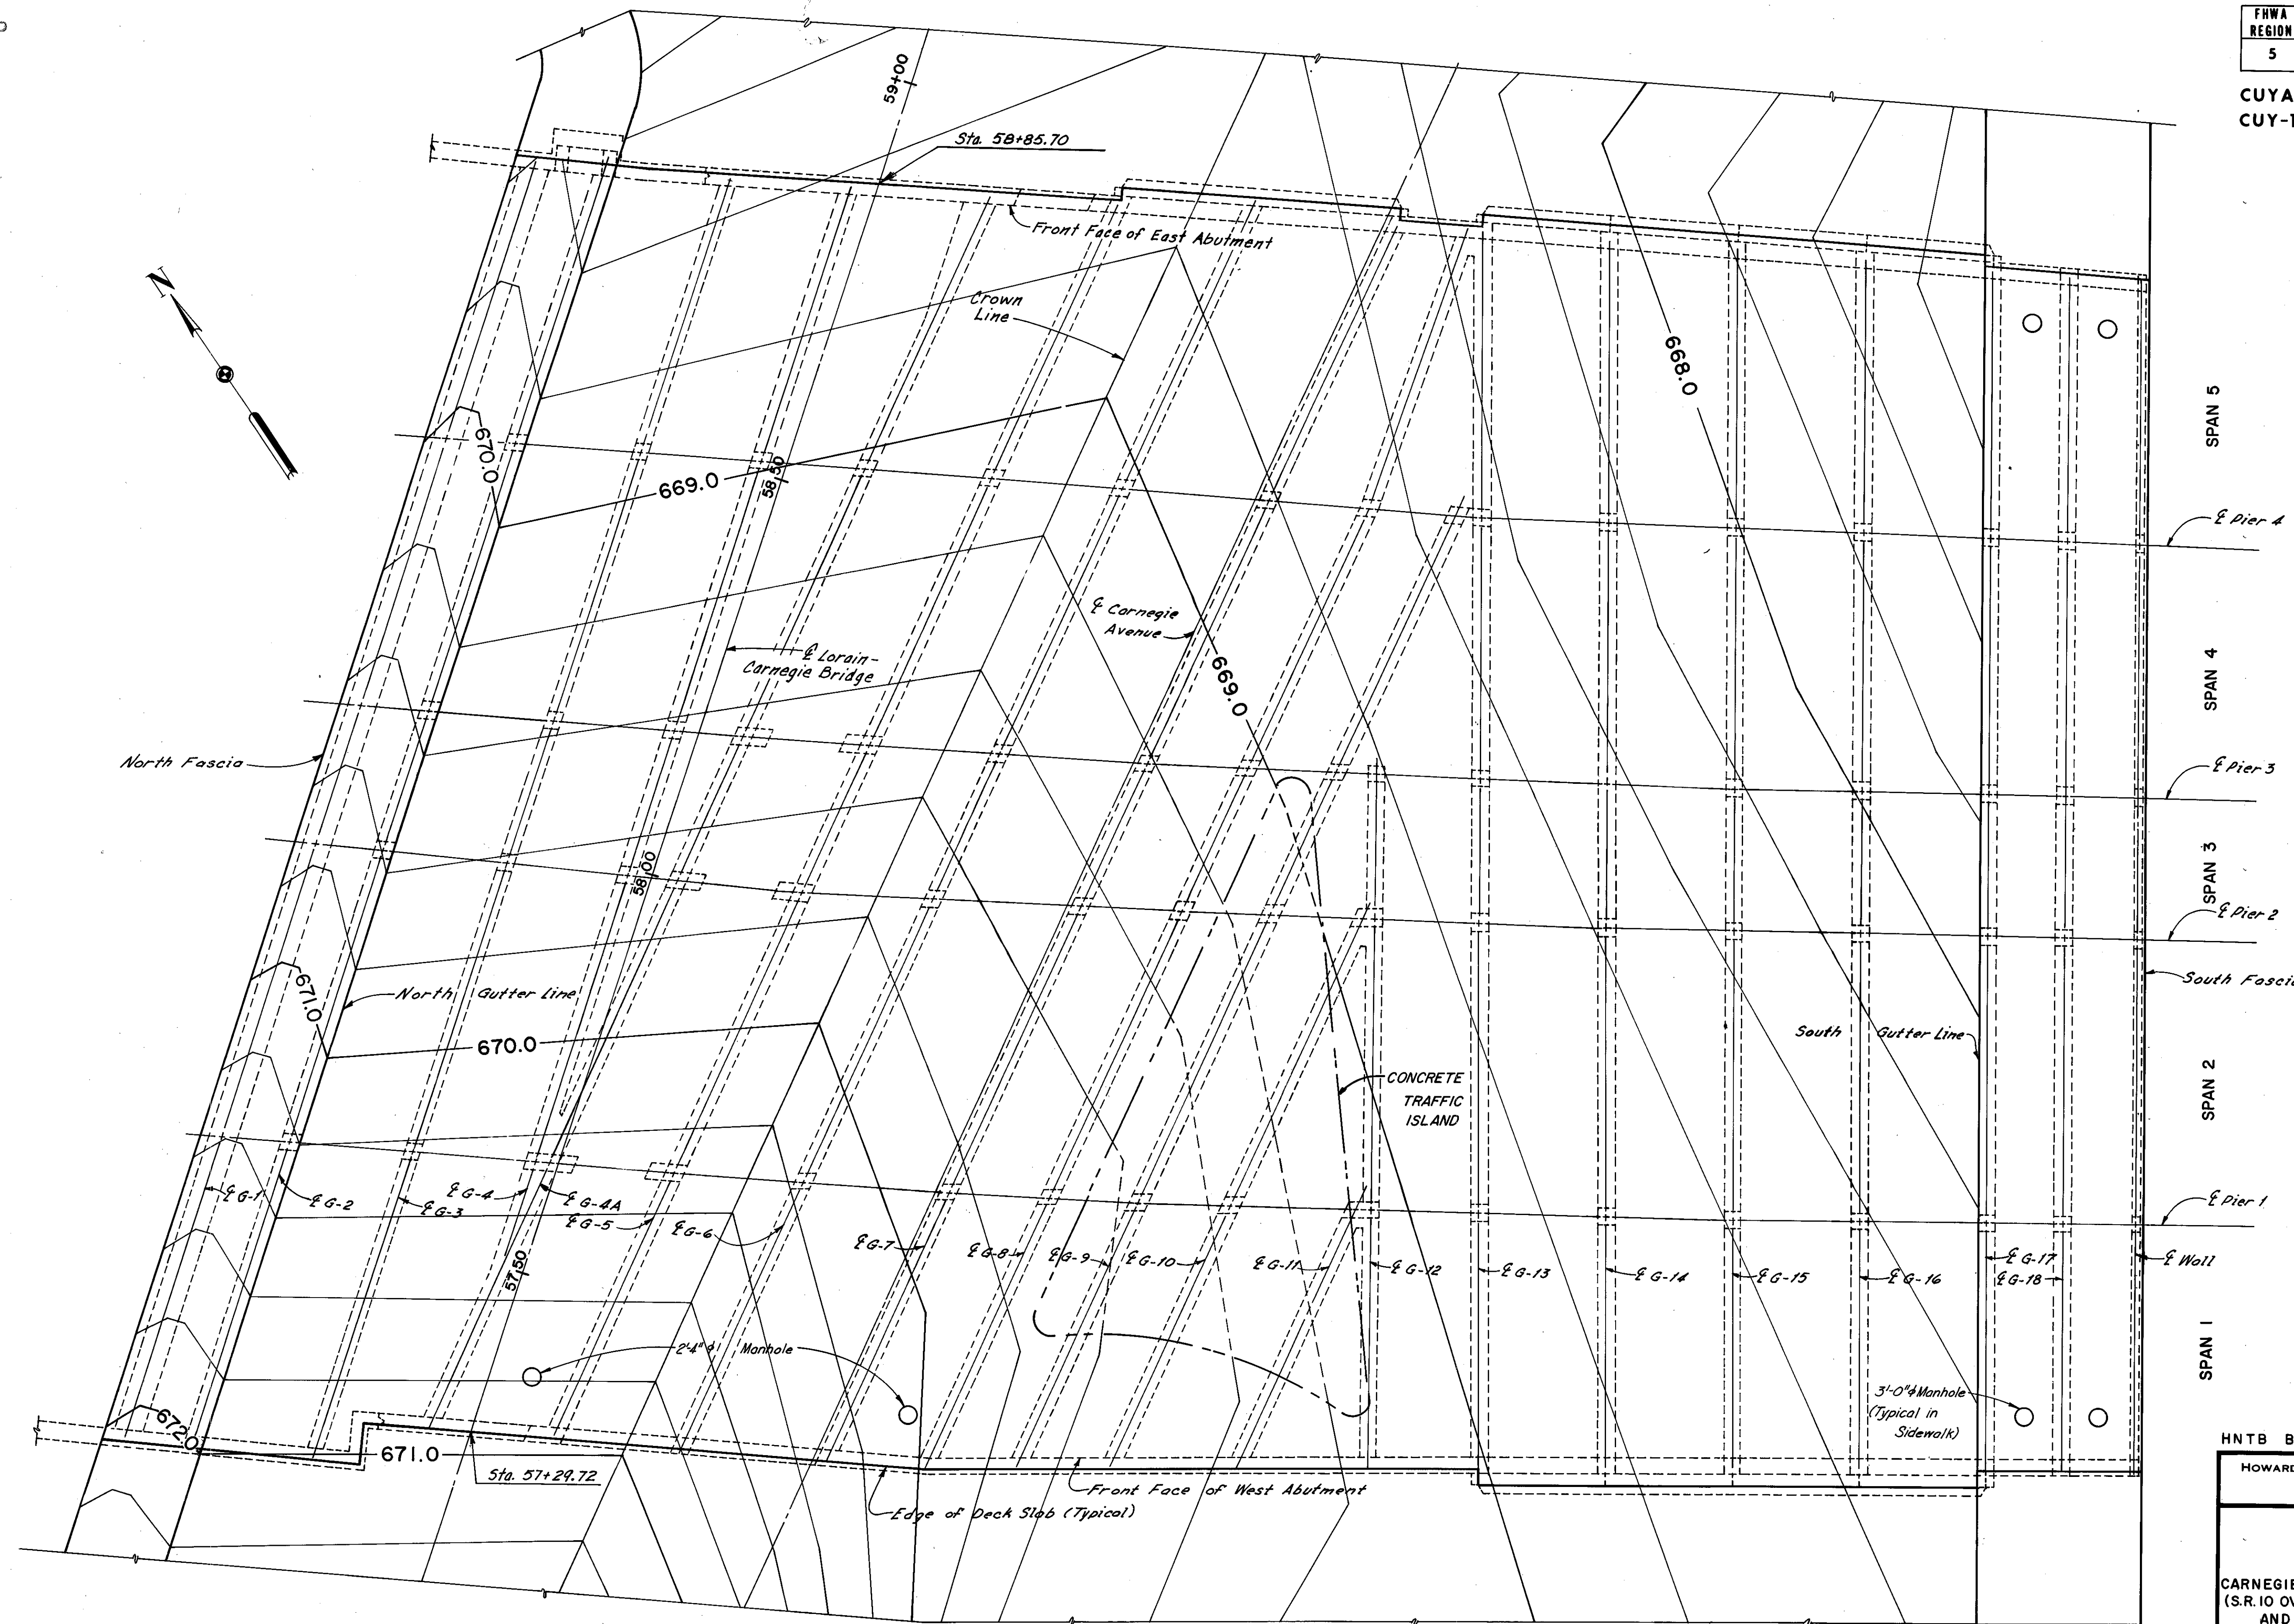 FHWA
REGION
5
CUYA
CUY-1
59+00
Sta. 58+85.70
Front Face of East Abutment
N
Crown
Line
668.0
SPAN 5
670.0
669.0
58+50
℄ Pier 4
℄ Carnegie
Avenue
℄ Lorain-
Carnegie Bridge
669.0
SPAN 4
North Fascia
℄ Pier 3
58+00
SPAN 3
℄ Pier 2
671.0
North Gutter Line
South Fascia
670.0
South Gutter Line
CONCRETE
TRAFFIC
ISLAND
SPAN 2
℄ G-1
℄ G-2
℄ G-3
℄ G-4
℄ G-4A
℄ G-5
℄ G-6
℄ G-7
℄ G-8
℄ G-9
℄ G-10
℄ G-11
℄ G-12
℄ G-13
℄ G-14
℄ G-15
℄ G-16
℄ G-17
℄ G-18
℄ Pier 1
℄ Wall
57+50
SPAN 1
2'-4" ϕ Manhole
3'-0" ϕ Manhole
(Typical in
Sidewalk)
672.0
671.0
Sta. 57+29.72
Front Face of West Abutment
Edge of Deck Slab (Typical)
HNTB B
HOWARD
CARNEGIE
(S.R. 10 OV
AND